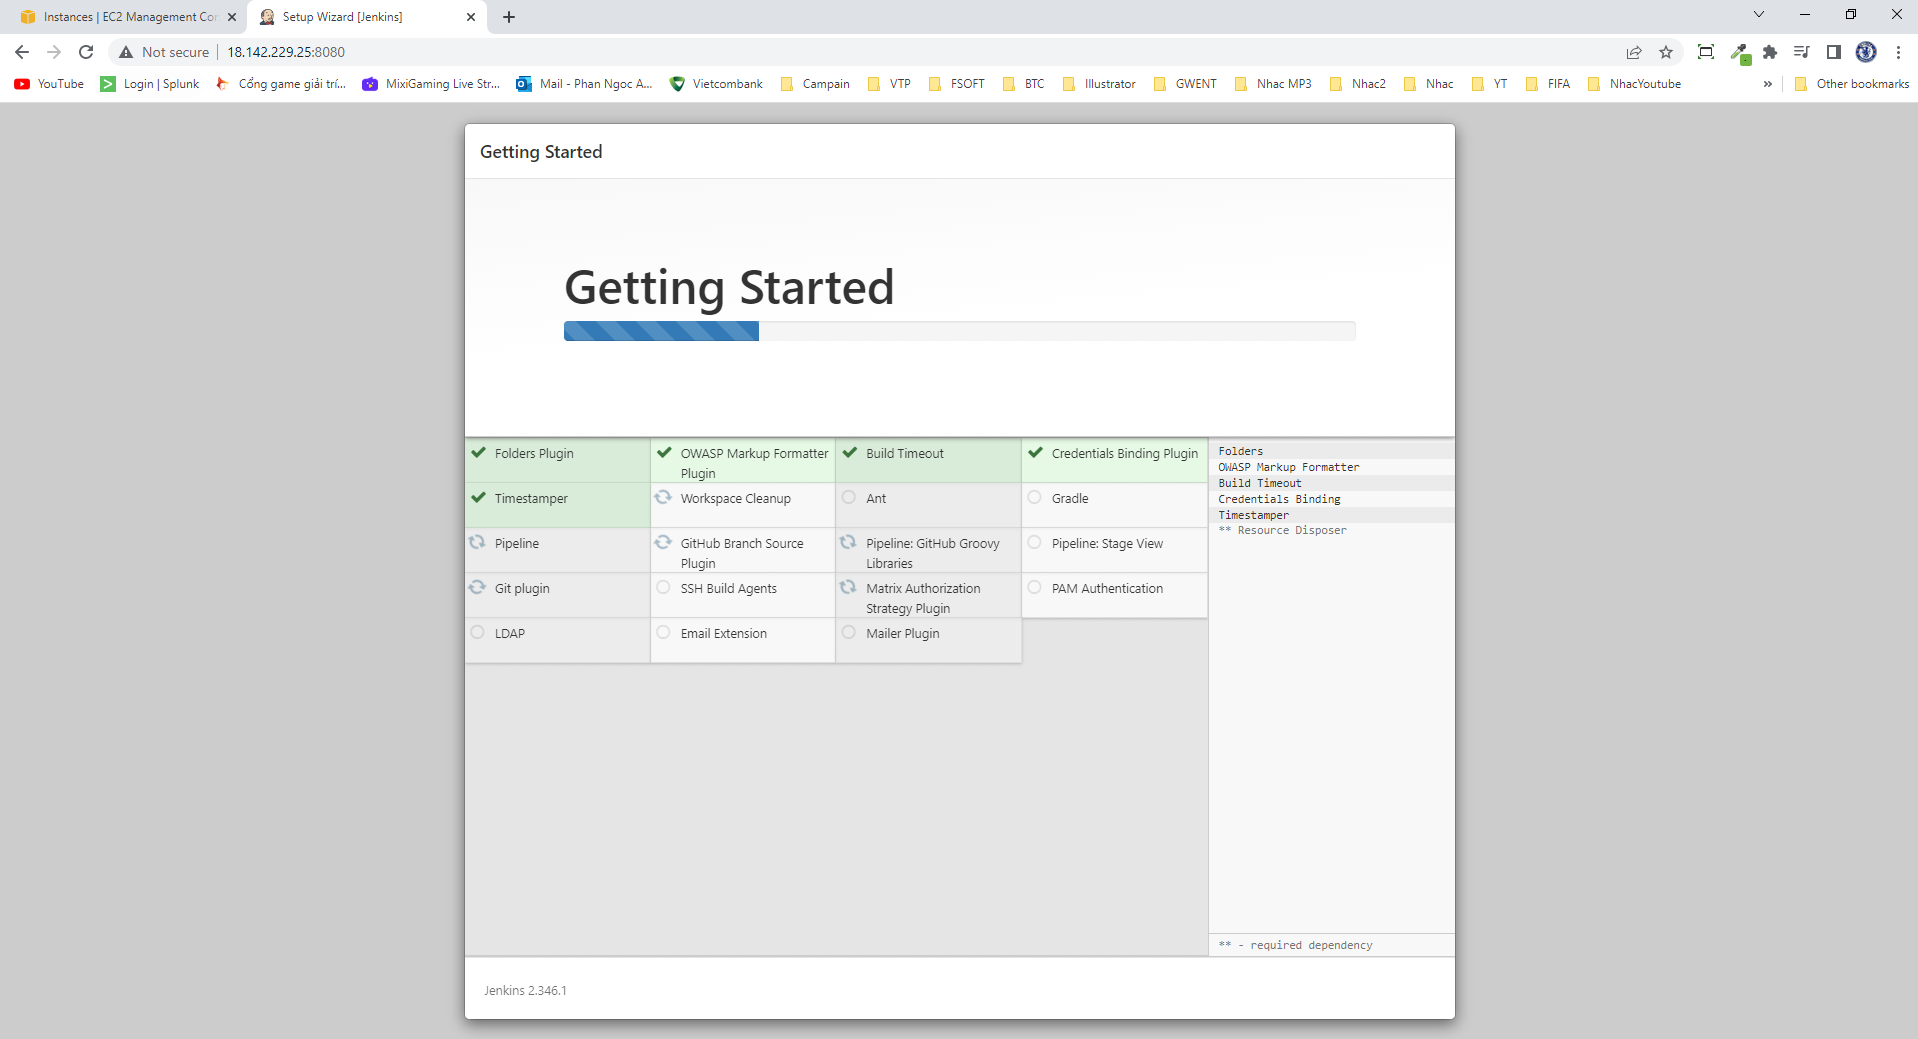 Instances | EC2 Management Con
Setup Wizard [Jenkins]
Not secure
18.142.229.25:8080
YouTube
Login | Splunk
Cổng game giải trí...
MixiGaming Live Str...
Mail - Phan Ngoc A...
Vietcombank
Campain
VTP
FSOFT
BTC
Illustrator
GWENT
Nhac MP3
Nhac2
Nhac
YT
FIFA
NhacYoutube
»
Other bookmarks
Getting Started
Getting Started
Folders Plugin
OWASP Markup Formatter
Plugin
Build Timeout
Credentials Binding Plugin
Timestamper
Workspace Cleanup
Ant
Gradle
Pipeline
GitHub Branch Source
Plugin
Pipeline: GitHub Groovy
Libraries
Pipeline: Stage View
Git plugin
SSH Build Agents
Matrix Authorization
Strategy Plugin
PAM Authentication
LDAP
Email Extension
Mailer Plugin
Folders
OWASP Markup Formatter
Build Timeout
Credentials Binding
Timestamper
** Resource Disposer
** - required dependency
Jenkins 2.346.1